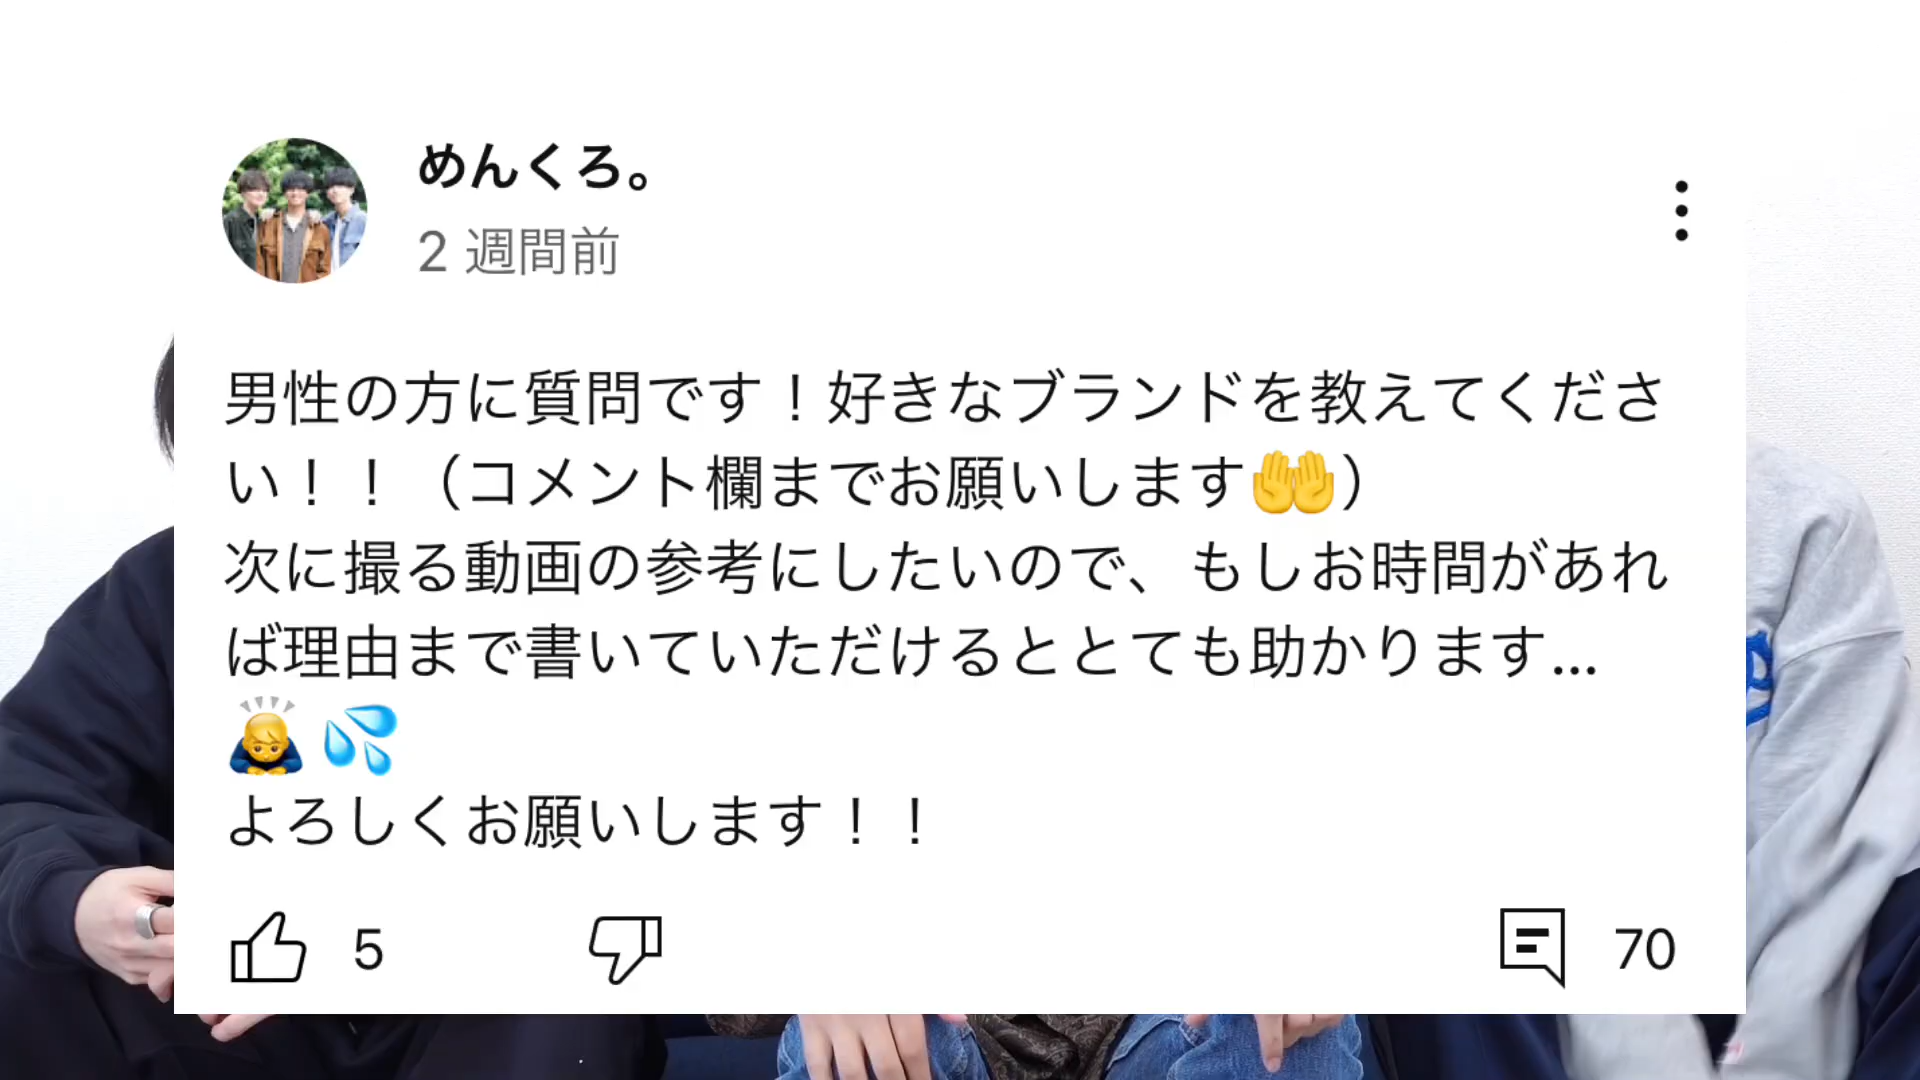 めんくろ。
2 週間前
男性の方に質問です！好きなブランドを教えてくださ
い！！（コメント欄までお願いします🤲）
次に撮る動画の参考にしたいので、もしお時間があれ
ば理由まで書いていただけるととても助かります...
🙇💦
よろしくお願いします！！
5
70